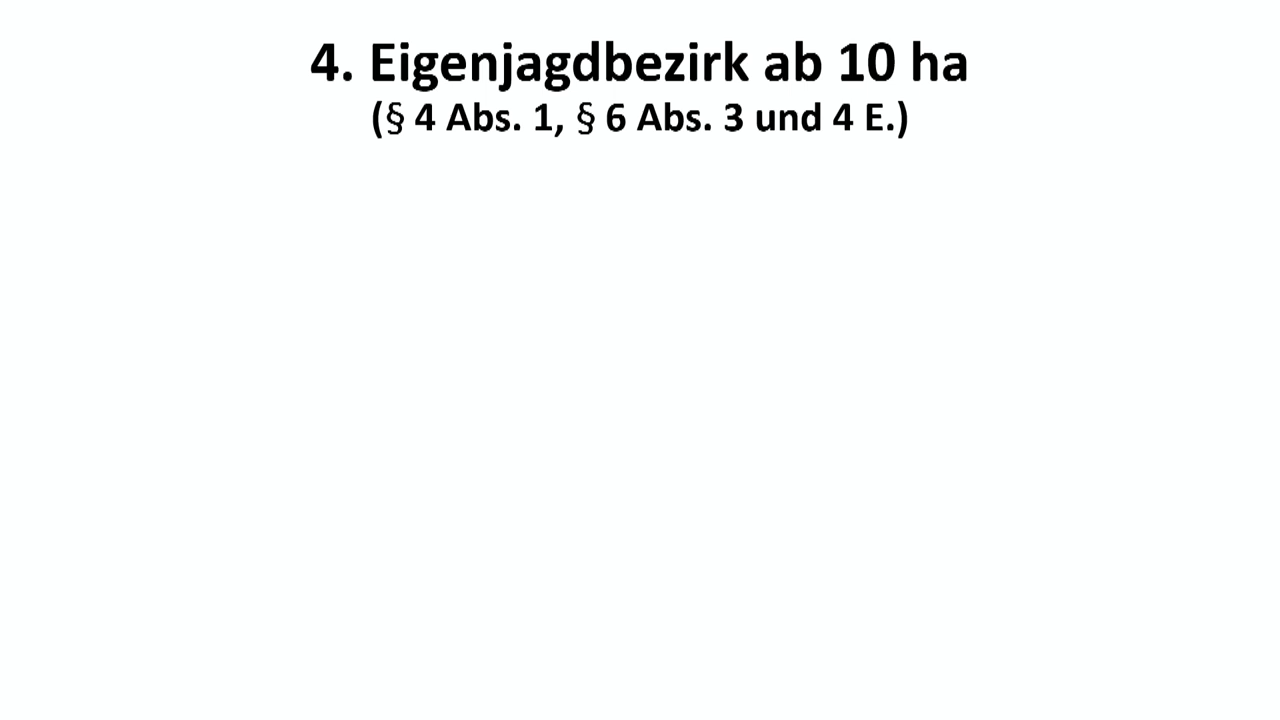 4. Eigenjagdbezirk ab 10 ha
(§ 4 Abs. 1, § 6 Abs. 3 und 4 E.)